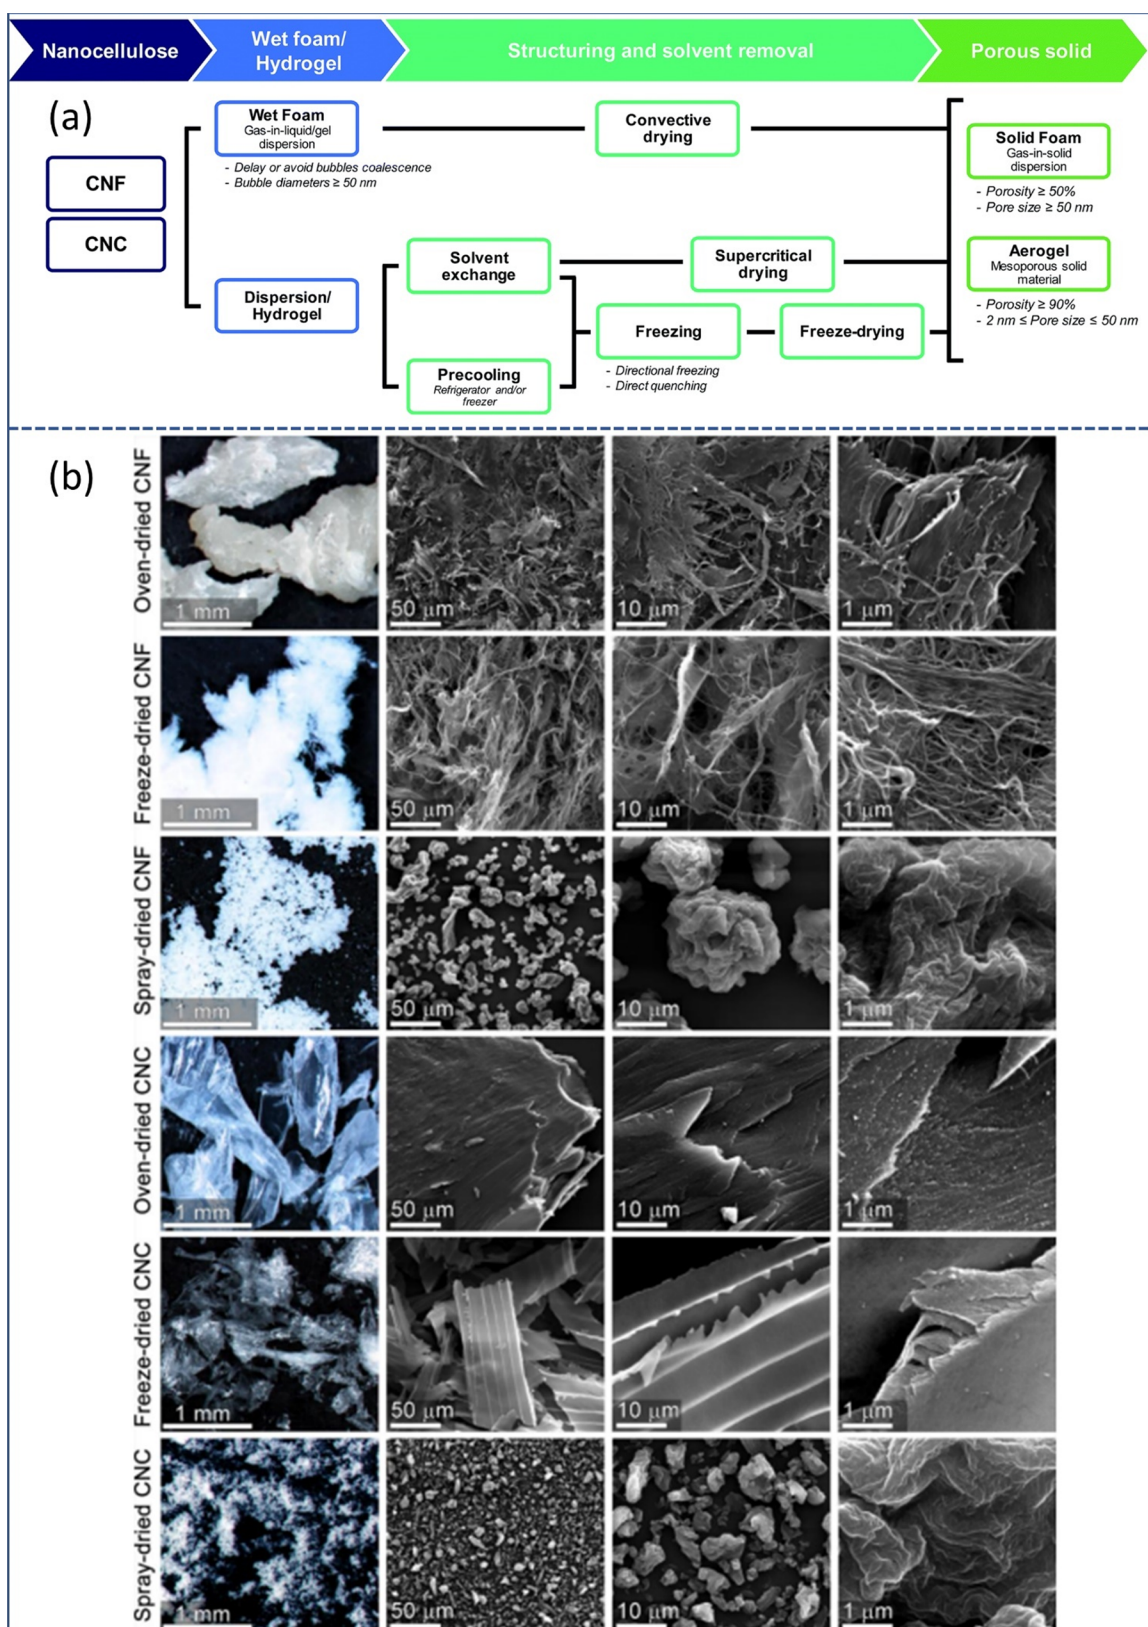 Nanocellulose
Wet foam/
Hydrogel
Structuring and solvent removal
Porous solid
(a)
CNF
CNC
Wet Foam
Gas-in-liquid/gel
dispersion
- Delay or avoid bubbles coalescence
- Bubble diameters ≥ 50 nm
Dispersion/
Hydrogel
Convective
drying
Solvent
exchange
Supercritical
drying
Precooling
Refrigerator and/or
freezer
Freezing
- Directional freezing
- Direct quenching
Freeze-drying
Solid Foam
Gas-in-solid
dispersion
- Porosity ≥ 50%
- Pore size ≥ 50 nm
Aerogel
Mesoporous solid
material
- Porosity ≥ 90%
- 2 nm ≤ Pore size ≤ 50 nm
(b)
Oven-dried CNF
1 mm
50 μm
10 μm
1 μm
Freeze-dried CNF
1 mm
50 μm
10 μm
1 μm
Spray-dried CNF
1 mm
50 μm
10 μm
1 μm
Oven-dried CNC
1 mm
50 μm
10 μm
1 μm
Freeze-dried CNC
1 mm
50 μm
10 μm
1 μm
Spray-dried CNC
1 mm
50 μm
10 μm
1 μm